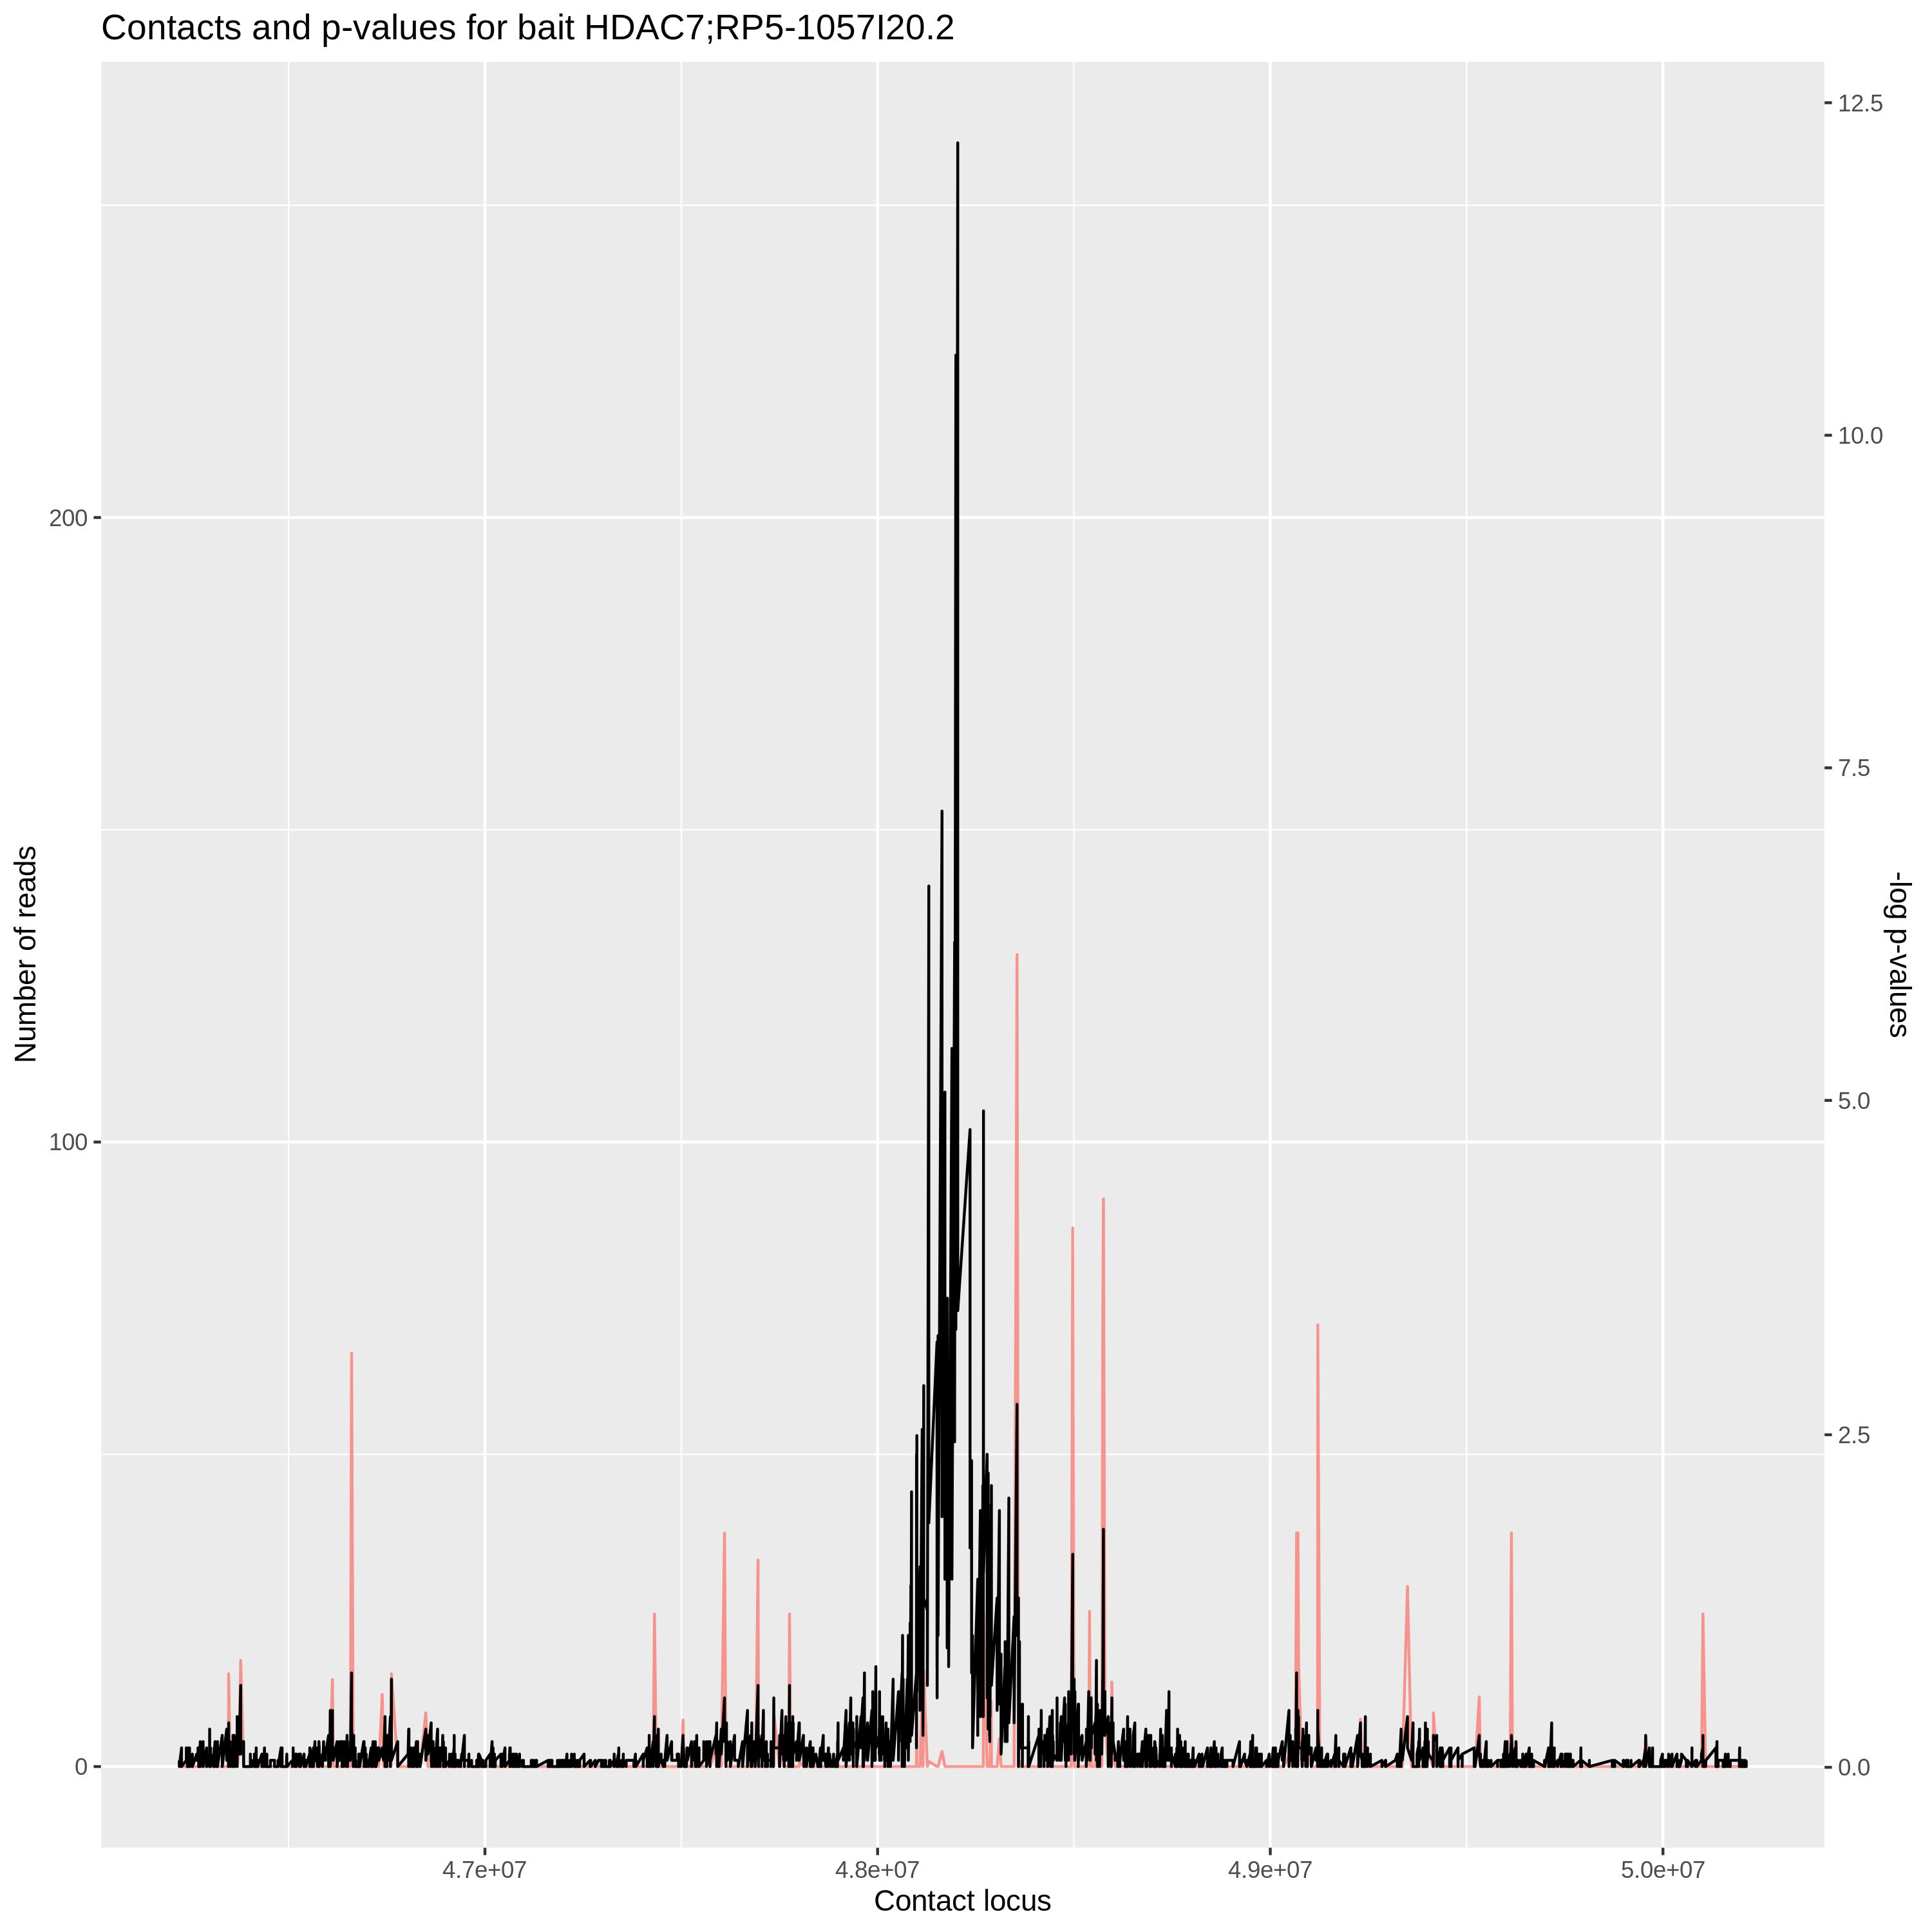 Contacts and p-values for bait HDAC7;RP5-1057I20.2
12.5
10.0
200
7.5
Number of reads
-log p-values
5.0
100
2.5
0
0.0
4.7e+07
4.8e+07
4.9e+07
5.0e+07
Contact locus